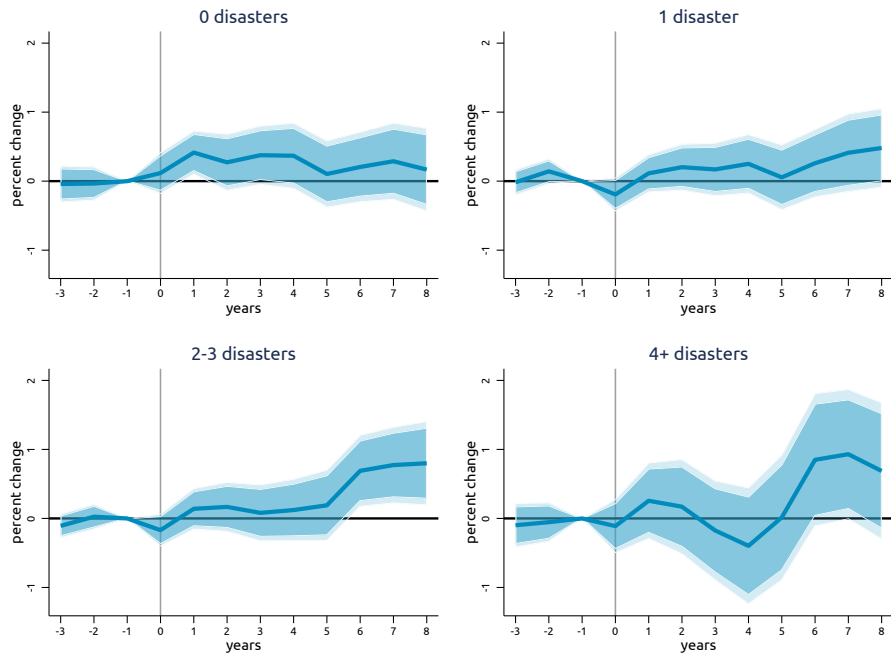 0 disasters
percent change
2
1
0
-1
-3 -2 -1 0 1 2 3 4 5 6 7 8
years
1 disaster
percent change
2
1
0
-1
-3 -2 -1 0 1 2 3 4 5 6 7 8
years
2-3 disasters
percent change
2
1
0
-1
-3 -2 -1 0 1 2 3 4 5 6 7 8
years
4+ disasters
percent change
2
1
0
-1
-3 -2 -1 0 1 2 3 4 5 6 7 8
years